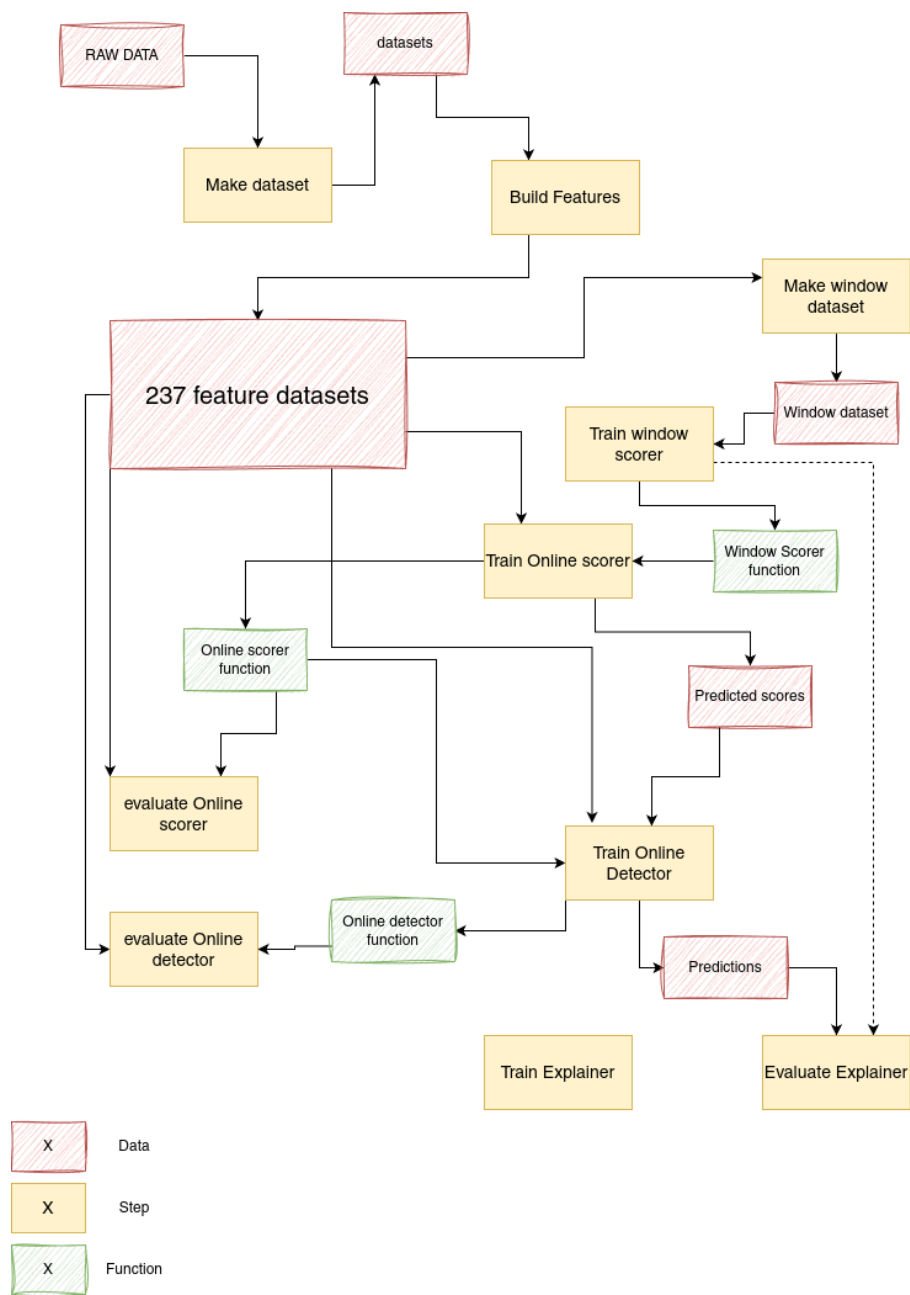 RAW DATA
datasets
Make dataset
Build Features
Make window
dataset
237 feature datasets
Window dataset
Train window
scorer
Train Online scorer
Window Scorer
function
Online scorer
function
Predicted scores
evaluate Online
scorer
Train Online
Detector
Online detector
function
evaluate Online
detector
Predictions
Train Explainer
Evaluate Explainer
X
Data
X
Step
X
Function